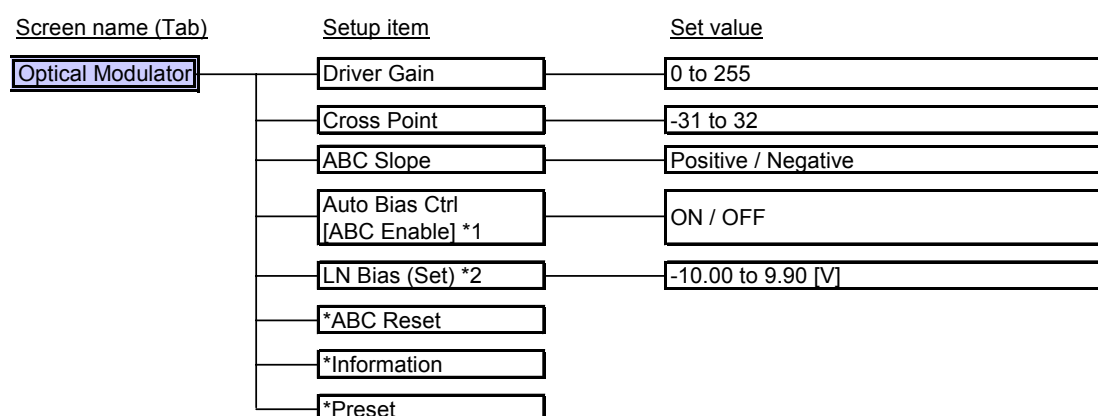 Screen name (Tab) Setup item Set value
Optical Modulator Driver Gain 0 to 255
Cross Point -31 to 32
ABC Slope Positive / Negative
Auto Bias Ctrl
[ABC Enable] *1 ON / OFF
LN Bias (Set) *2 -10.00 to 9.90 [V]
*ABC Reset
*Information
*Preset